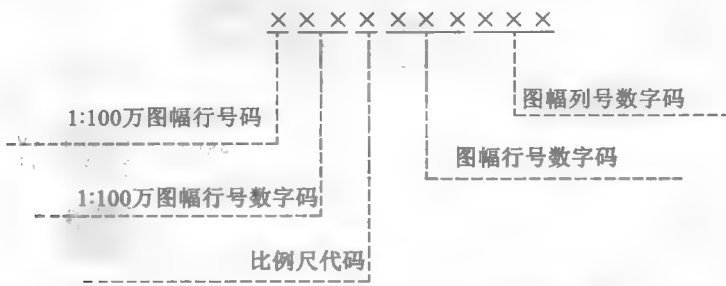 × × × × × × × × × ×
1:100万图幅行号码
图幅列号数字码
图幅行号数字码
1:100万图幅行号数字码
比例尺代码